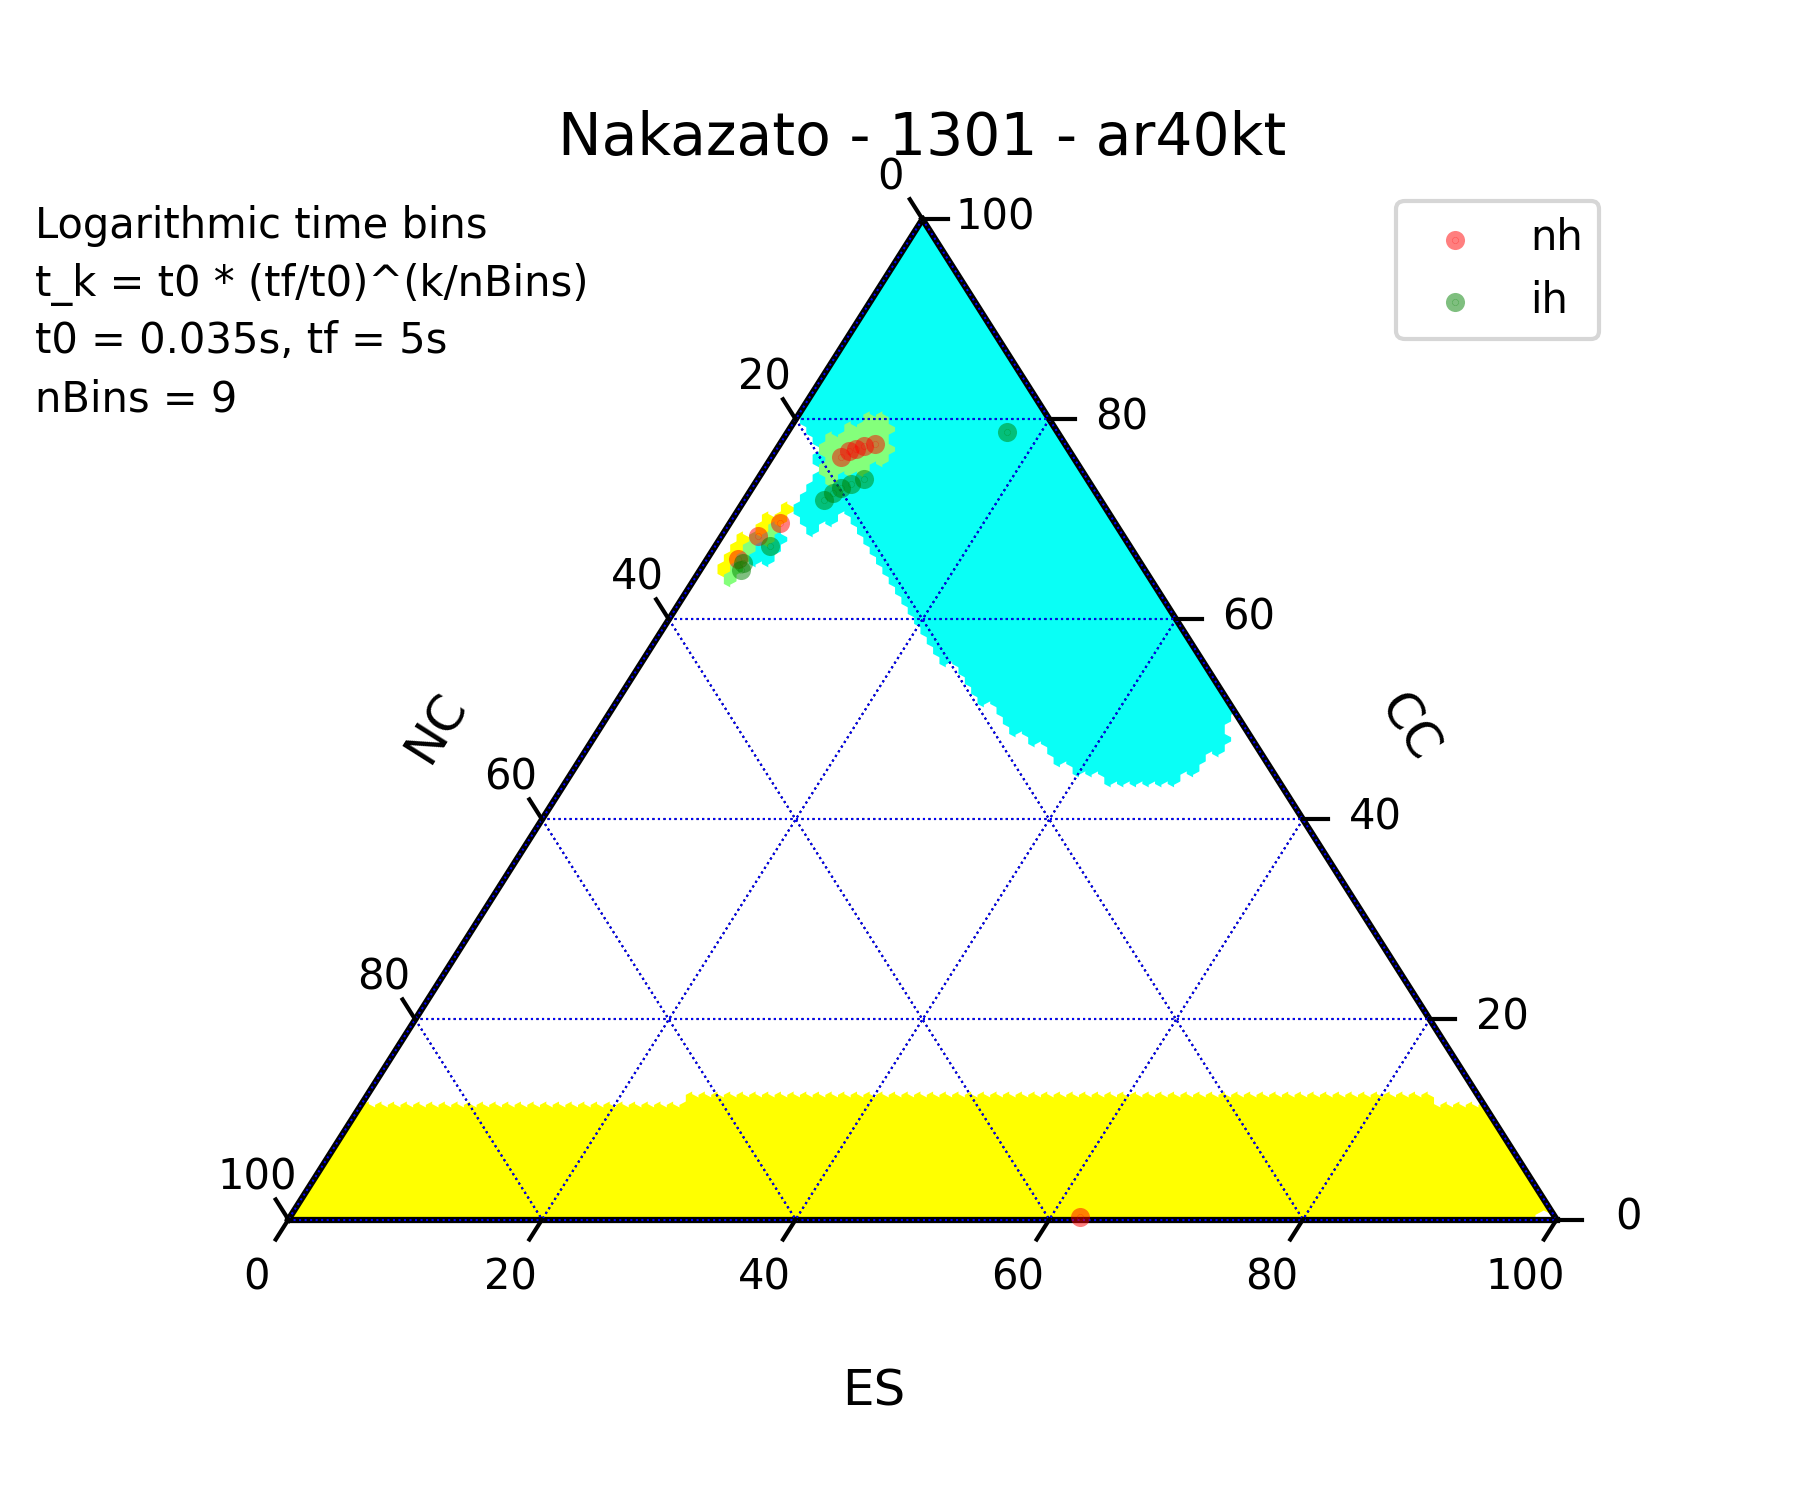 Nakazato - 1301 - ar40kt
Logarithmic time bins
t_k = t0 * (tf/t0)^(k/nBins)
t0 = 0.035s, tf = 5s
nBins = 9
nh
ih
0
20
40
60
80
100
NC
100
80
60
40
20
0
CC
0
20
40
60
80
100
ES